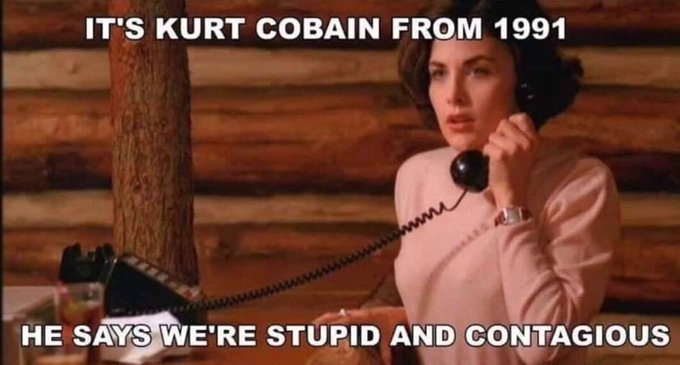 IT'S KURT COBAIN FROM 1991
HE SAYS WE'RE STUPID AND CONTAGIOUS